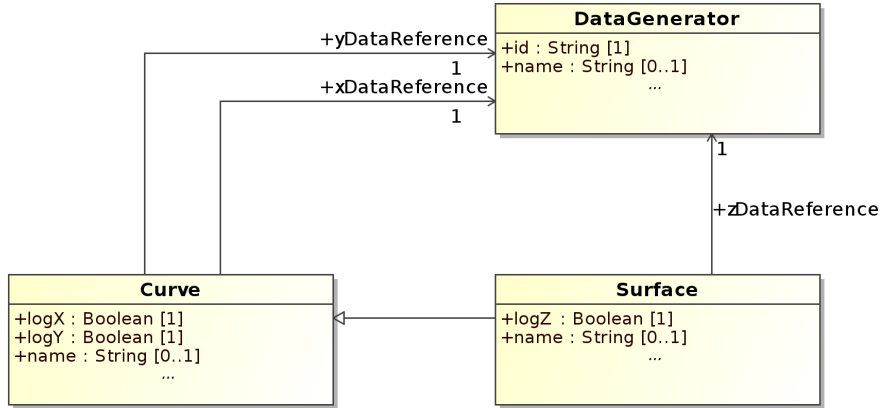 DataGenerator
+id : String [1]
+name : String [0..1]
...
+yDataReference
1
+xDataReference
1
1
+zDataReference
Curve
+logX : Boolean [1]
+logY : Boolean [1]
+name : String [0..1]
...
Surface
+logZ : Boolean [1]
+name : String [0..1]
...